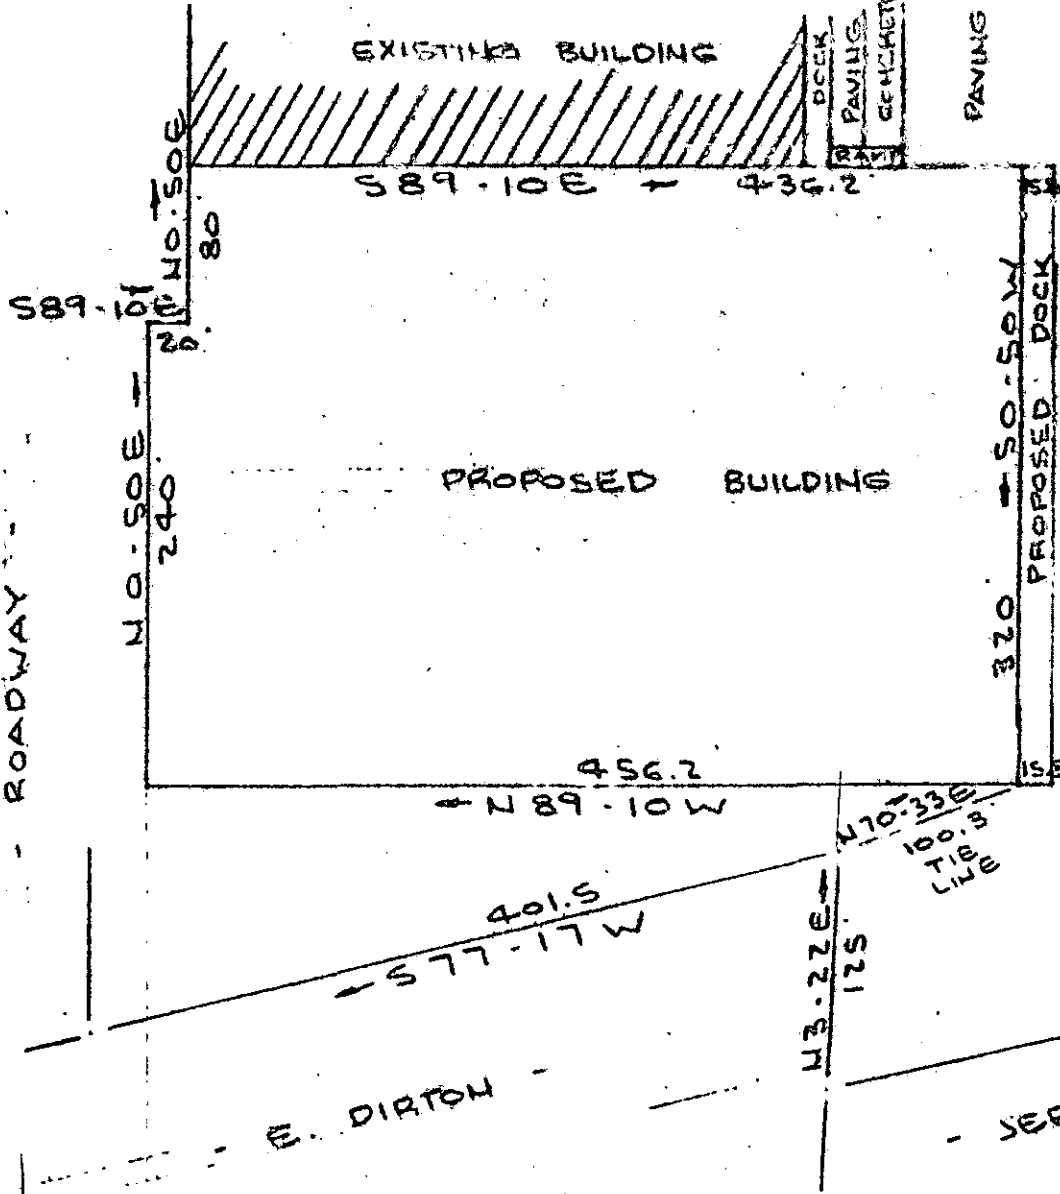 EXISTING BUILDING
DOCK
PAVING
CONCRETE
PAVING
S89·10E ← 436.2
N0·50E →
80
S89·10E
20
N0·50E →
240
ROADWAY
PROPOSED BUILDING
← S0·50W
320
PROPOSED DOCK
15
456.2
← N89·10W
N70·33E →
100.3
TIE
LINE
401.5
← S77·17W
N3·22E →
125
- E. DIRTON -